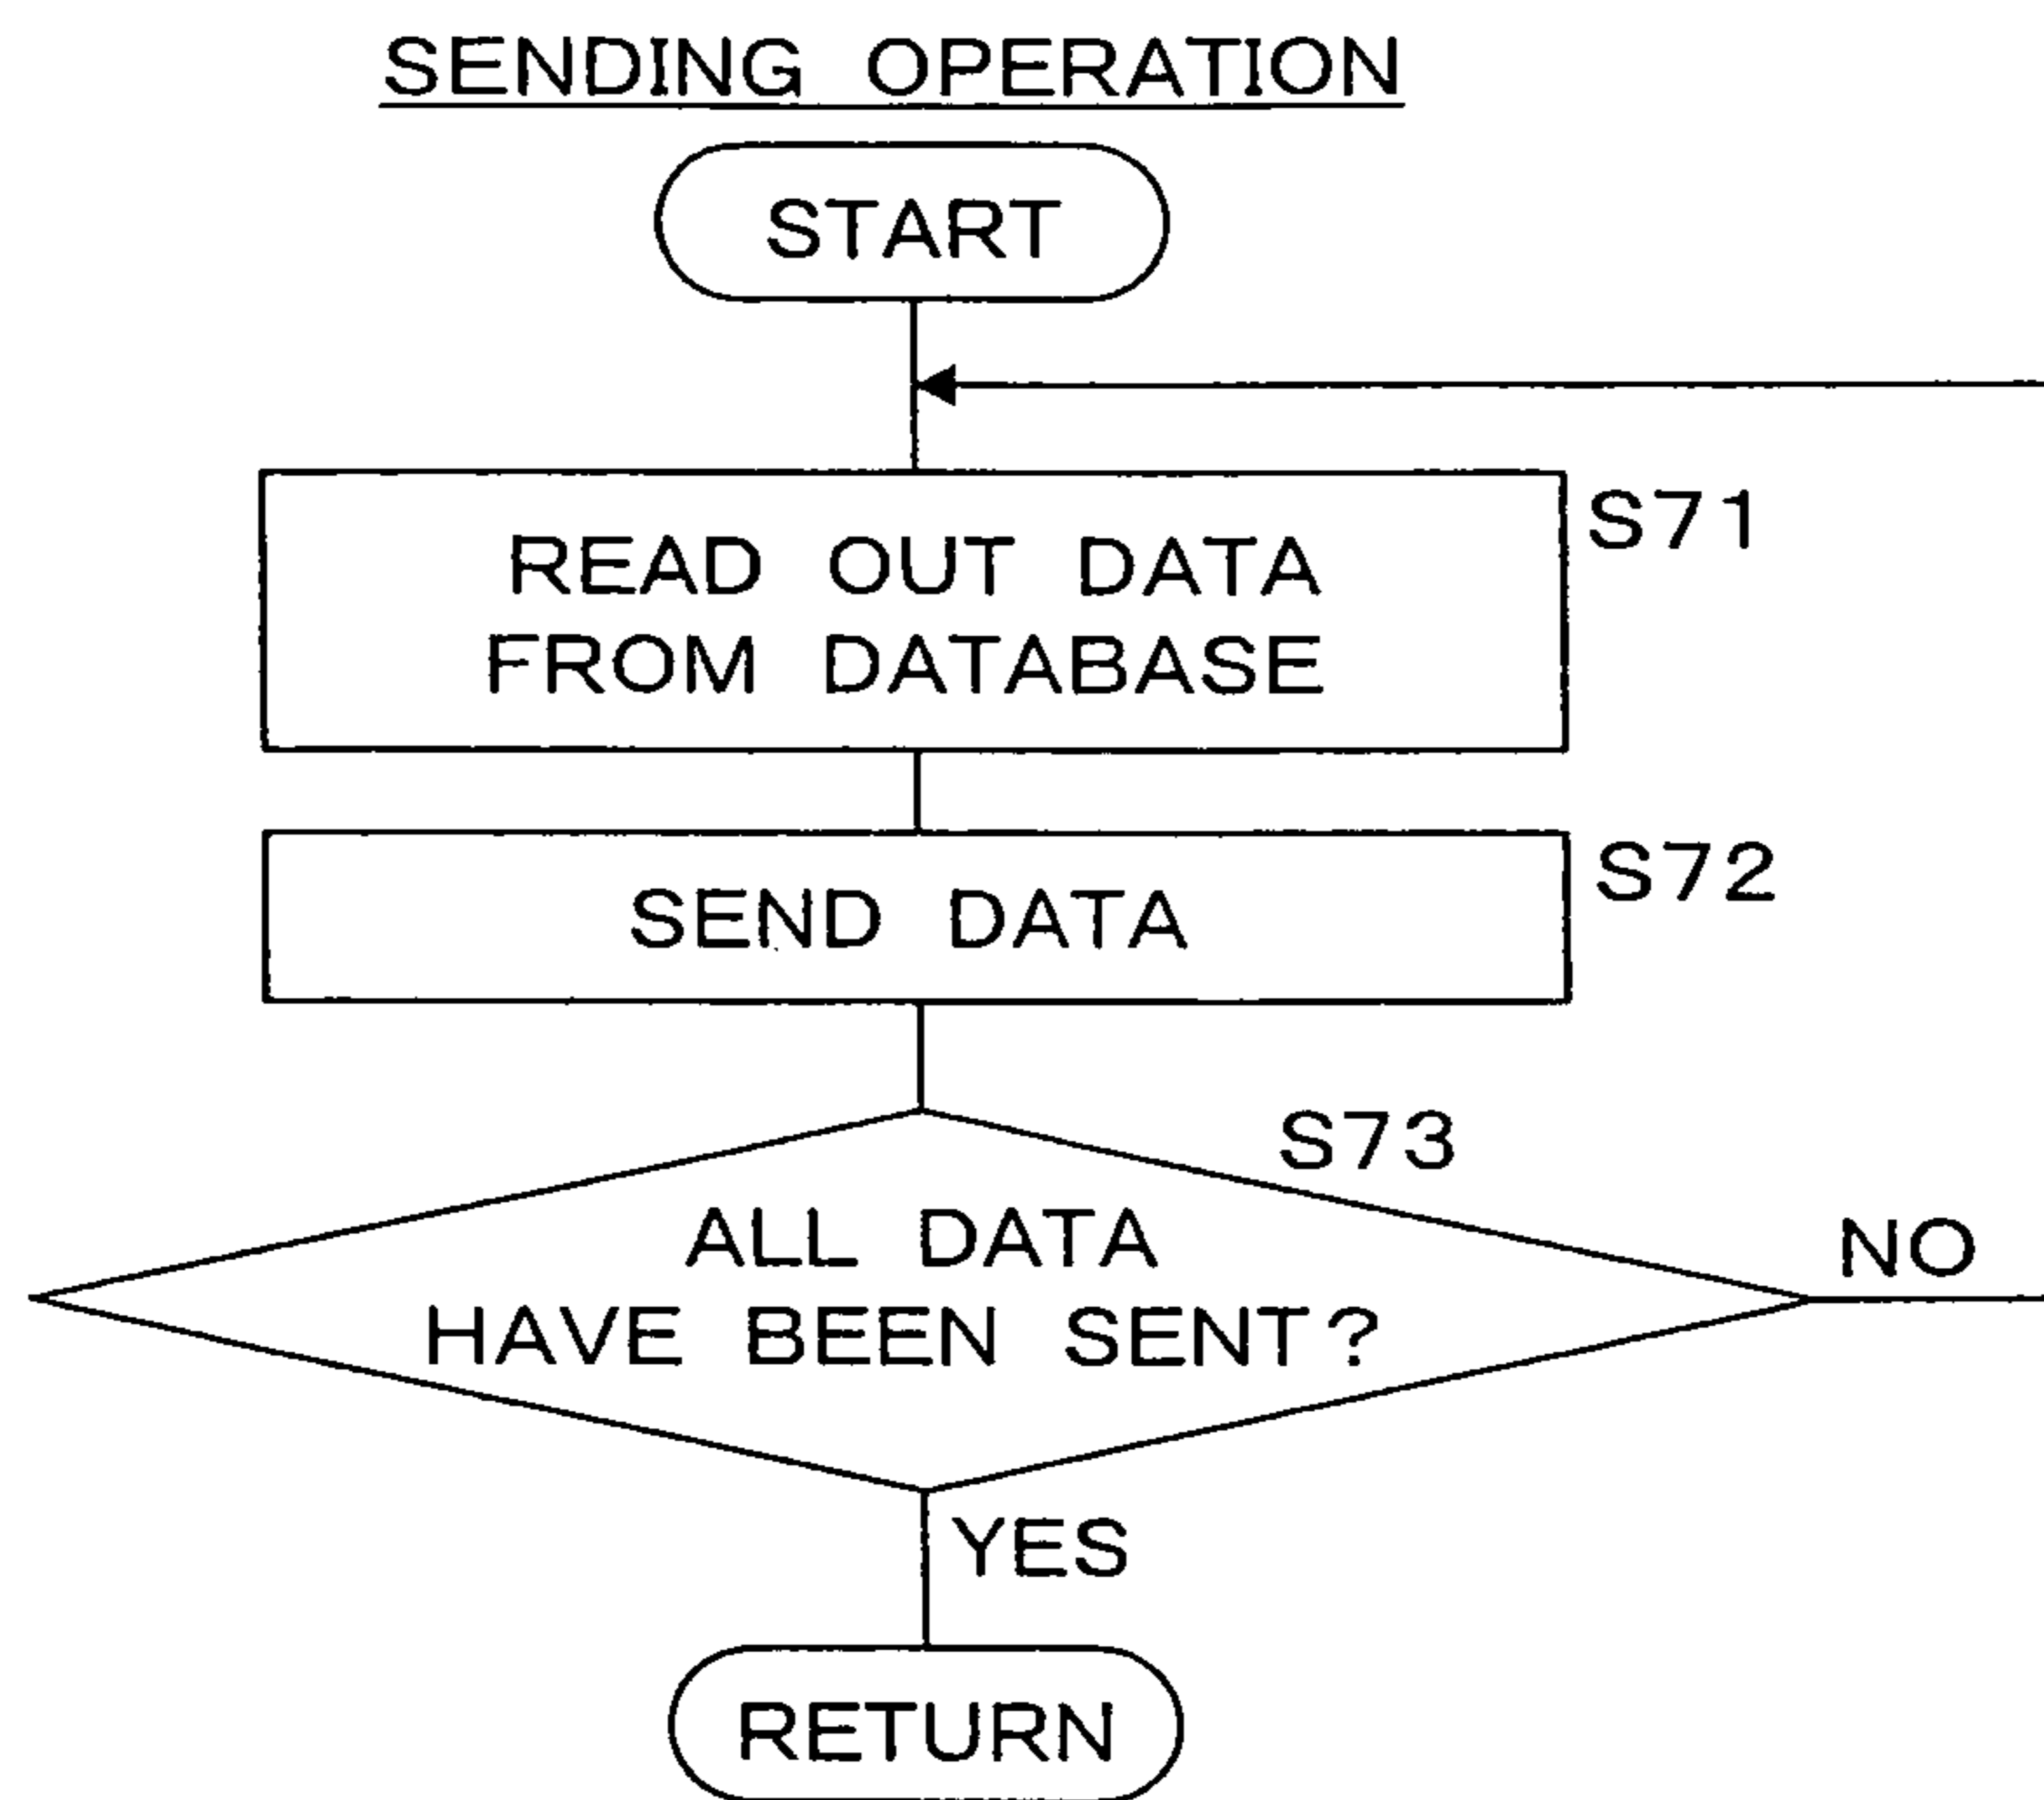 SENDING OPERATION
START
READ OUT DATA
FROM DATABASE
S71
SEND DATA
S72
S73
ALL DATA
HAVE BEEN SENT?
NO
YES
RETURN